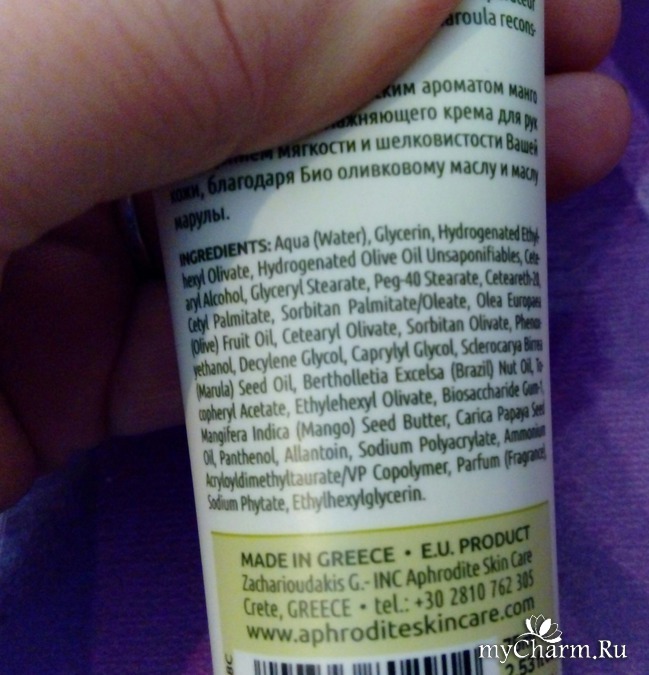 aroula recons-
ским ароматом манго
жняющего крема для рук
мягкости и шелковистости Вашей
кожи, благодаря Био оливковому маслу и маслу
марулы.
INGREDIENTS: Aqua (Water), Glycerin, Hydrogenated Ethyl-
hexyl Olivate, Hydrogenated Olive Oil Unsaponifiables, Cete-
aryl Alcohol, Glyceryl Stearate, Peg-40 Stearate, Ceteareth-20,
Cetyl Palmitate, Sorbitan Palmitate/Oleate, Olea Europaea
(Olive) Fruit Oil, Cetearyl Olivate, Sorbitan Olivate, Phenox-
yethanol, Decylene Glycol, Caprylyl Glycol, Sclerocarya Birrea
(Marula) Seed Oil, Bertholletia Excelsa (Brazil) Nut Oil, To-
copheryl Acetate, Ethylehexyl Olivate, Biosaccharide Gum-1,
Mangifera Indica (Mango) Seed Butter, Carica Papaya Seed
Oil, Panthenol, Allantoin, Sodium Polyacrylate, Ammonium
Acryloyldimethyltaurate/VP Copolymer, Parfum (Fragrance),
Sodium Phytate, Ethylhexylglycerin.
MADE IN GREECE • E.U. PRODUCT
Zacharioudakis G.- INC Aphrodite Skin Care
Crete, GREECE • tel.: +30 2810 762 305
www.aphroditeskincare.com
2.53
myCharm.Ru